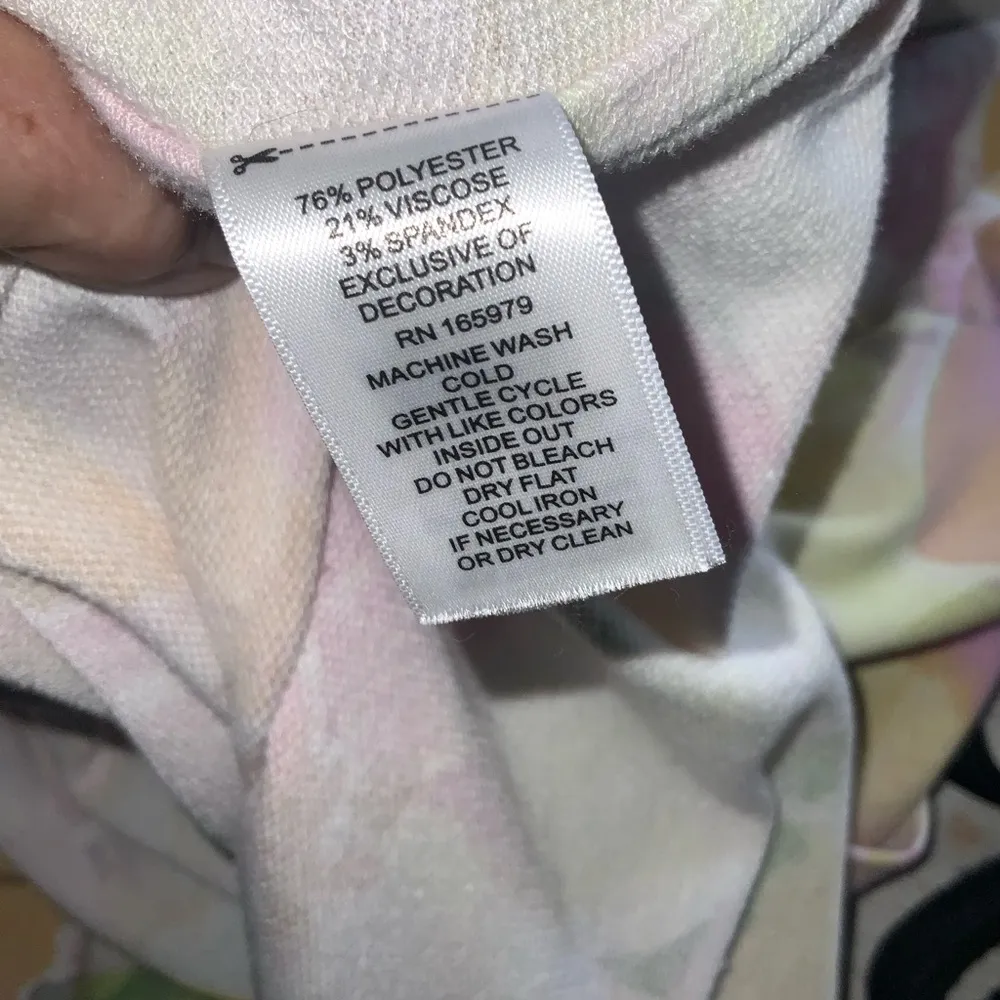 76% POLYESTER
21% VISCOSE
3% SPANDEX
EXCLUSIVE OF
DECORATION
RN 165979
MACHINE WASH
COLD
GENTLE CYCLE
WITH LIKE COLORS
INSIDE OUT
DO NOT BLEACH
DRY FLAT
COOL IRON
IF NECESSARY
OR DRY CLEAN